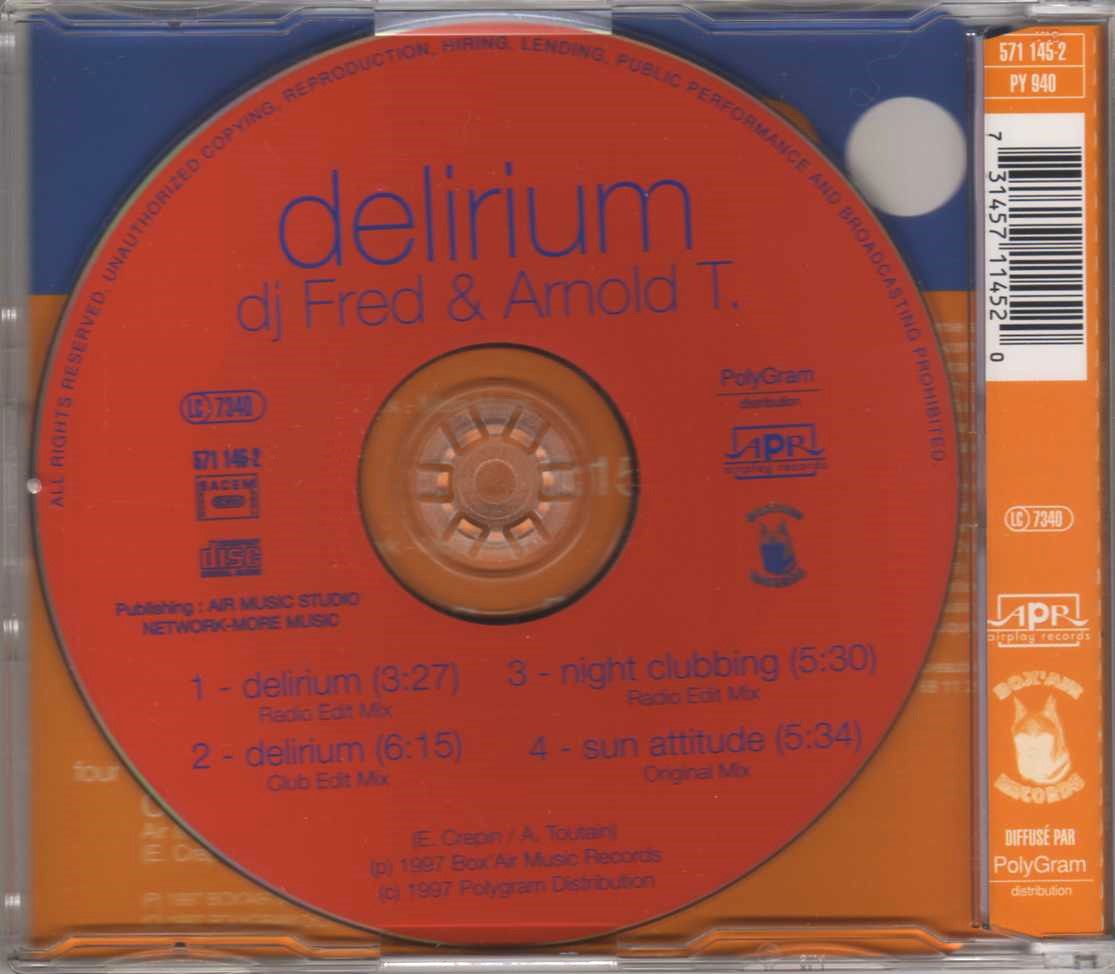 ALL RIGHTS RESERVED. UNAUTHORIZED COPYING, REPRODUCTION, HIRING, LENDING, PUBLIC PERFORMANCE AND BROADCASTING PROHIBITED.
delirium
dj Fred & Arnold T.
LC 7340
571 145-2
SACEM
disc
Publishing : AIR MUSIC STUDIO
NETWORK-MORE MUSIC
PolyGram
distribution
APR
airplay records
BOX'AIR
RECORDS
1 - delirium (3:27)
Radio Edit Mix
2 - delirium (6:15)
Club Edit Mix
3 - night clubbing (5:30)
Radio Edit Mix
4 - sun attitude (5:34)
Original Mix
(E. Crepin / A. Toutain)
(p) 1997 Box'Air Music Records
(c) 1997 Polygram Distribution
four
571 145-2
PY 940
7 31457 11452 0
LC 7340
APR
airplay records
BOX'AIR
RECORDS
DIFFUSÉ PAR
PolyGram
distribution